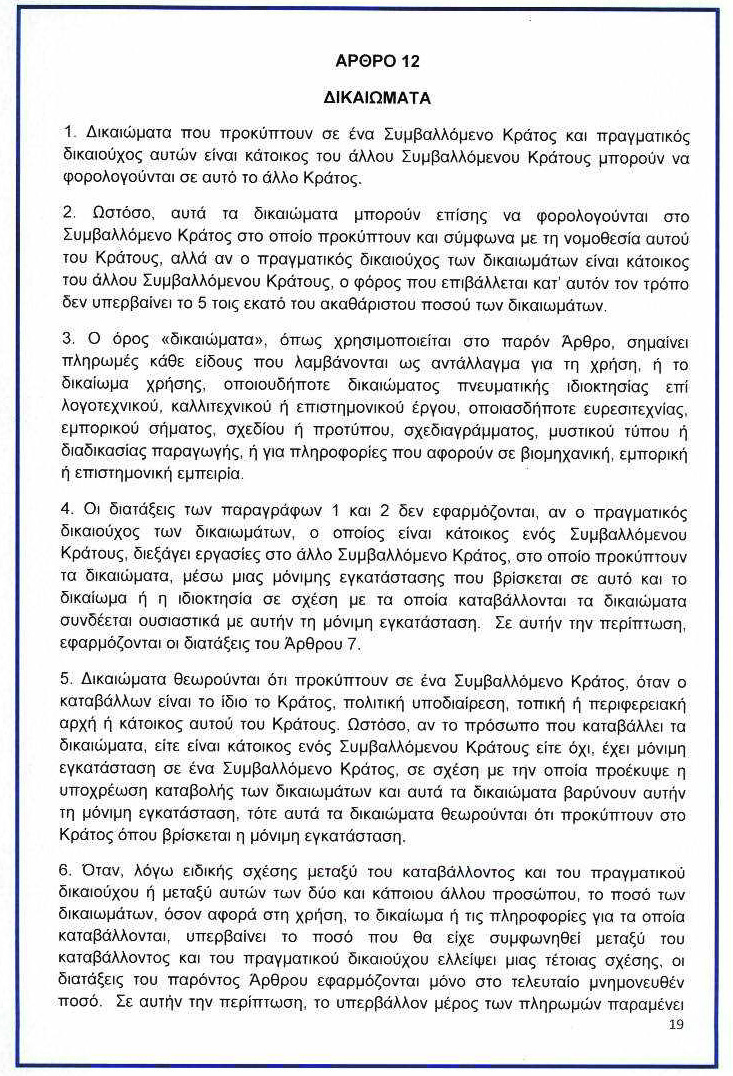 ΑΡΘΡΟ 12
ΔΙΚΑΙΩΜΑΤΑ
1. Δικαιώματα που προκύπτουν σε ένα Συμβαλλόμενο Κράτος και πραγματικός
δικαιούχος αυτών είναι κάτοικος του άλλου Συμβαλλόμενου Κράτους μπορούν να
φορολογούνται σε αυτό το άλλο Κράτος.
2. Ωστόσο, αυτά τα δικαιώματα μπορούν επίσης να φορολογούνται στο
Συμβαλλόμενο Κράτος στο οποίο προκύπτουν και σύμφωνα με τη νομοθεσία αυτού
του Κράτους, αλλά αν ο πραγματικός δικαιούχος των δικαιωμάτων είναι κάτοικος
του άλλου Συμβαλλόμενου Κράτους, ο φόρος που επιβάλλεται κατ' αυτόν τον τρόπο
δεν υπερβαίνει το 5 τοις εκατό του ακαθάριστου ποσού των δικαιωμάτων.
3. Ο όρος «δικαιώματα», όπως χρησιμοποιείται στο παρόν Άρθρο, σημαίνει
πληρωμές κάθε είδους που λαμβάνονται ως αντάλλαγμα για τη χρήση, ή το
δικαίωμα χρήσης, οποιουδήποτε δικαιώματος πνευματικής ιδιοκτησίας επί
λογοτεχνικού, καλλιτεχνικού ή επιστημονικού έργου, οποιασδήποτε ευρεσιτεχνίας,
εμπορικού σήματος, σχεδίου ή προτύπου, σχεδιαγράμματος, μυστικού τύπου ή
διαδικασίας παραγωγής, ή για πληροφορίες που αφορούν σε βιομηχανική, εμπορική
ή επιστημονική εμπειρία.
4. Οι διατάξεις των παραγράφων 1 και 2 δεν εφαρμόζονται, αν ο πραγματικός
δικαιούχος των δικαιωμάτων, ο οποίος είναι κάτοικος ενός Συμβαλλόμενου
Κράτους, διεξάγει εργασίες στο άλλο Συμβαλλόμενο Κράτος, στο οποίο προκύπτουν
τα δικαιώματα, μέσω μιας μόνιμης εγκατάστασης που βρίσκεται σε αυτό και το
δικαίωμα ή η ιδιοκτησία σε σχέση με τα οποία καταβάλλονται τα δικαιώματα
συνδέεται ουσιαστικά με αυτήν τη μόνιμη εγκατάσταση. Σε αυτήν την περίπτωση,
εφαρμόζονται οι διατάξεις του Άρθρου 7.
5. Δικαιώματα θεωρούνται ότι προκύπτουν σε ένα Συμβαλλόμενο Κράτος, όταν ο
καταβάλλων είναι το ίδιο το Κράτος, πολιτική υποδιαίρεση, τοπική ή περιφερειακή
αρχή ή κάτοικος αυτού του Κράτους. Ωστόσο, αν το πρόσωπο που καταβάλλει τα
δικαιώματα, είτε είναι κάτοικος ενός Συμβαλλόμενου Κράτους είτε όχι, έχει μόνιμη
εγκατάσταση σε ένα Συμβαλλόμενο Κράτος, σε σχέση με την οποία προέκυψε η
υποχρέωση καταβολής των δικαιωμάτων και αυτά τα δικαιώματα βαρύνουν αυτήν
τη μόνιμη εγκατάσταση, τότε αυτά τα δικαιώματα θεωρούνται ότι προκύπτουν στο
Κράτος όπου βρίσκεται η μόνιμη εγκατάσταση.
6. Όταν, λόγω ειδικής σχέσης μεταξύ του καταβάλλοντος και του πραγματικού
δικαιούχου ή μεταξύ αυτών των δύο και κάποιου άλλου προσώπου, το ποσό των
δικαιωμάτων, όσον αφορά στη χρήση, το δικαίωμα ή τις πληροφορίες για τα οποία
καταβάλλονται, υπερβαίνει το ποσό που θα είχε συμφωνηθεί μεταξύ του
καταβάλλοντος και του πραγματικού δικαιούχου ελλείψει μιας τέτοιας σχέσης, οι
διατάξεις του παρόντος Άρθρου εφαρμόζονται μόνο στο τελευταίο μνημονευθέν
ποσό. Σε αυτήν την περίπτωση, το υπερβάλλον μέρος των πληρωμών παραμένει
19